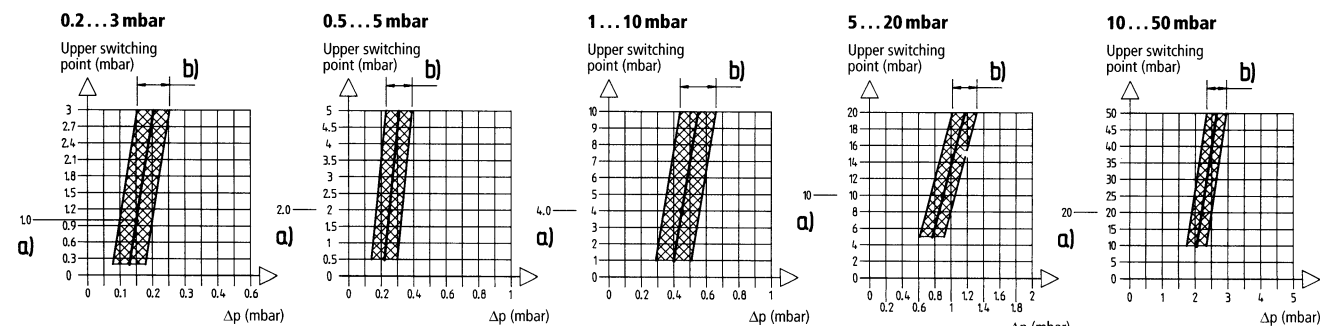 0.2...3 mbar
Upper switching
point (mbar)
b)
3
2.7
2.4
2.1
1.8
1.5
1.2
1.0
0.9
a)
0.6
0.3
0
0 0.1 0.2 0.3 0.4 0.5 0.6
Δp (mbar)
0.5...5 mbar
Upper switching
point (mbar)
b)
5
4.5
4
3.5
3
2.5
2.0
2
1.5
a)
1
0.5
0
0 0.2 0.4 0.6 0.8 1
Δp (mbar)
1...10 mbar
Upper switching
point (mbar)
b)
10
9
8
7
6
5
4.0
4
3
a)
2
1
0
0 0.2 0.4 0.6 0.8 1
Δp (mbar)
5...20 mbar
Upper switching
point (mbar)
b)
20
18
16
14
12
10
10
8
a)
6
4
2
0
0 0.2 0.4 0.6 0.8 1 1.2 1.4 1.6 1.8 2
Δp (mbar)
10...50 mbar
Upper switching
point (mbar)
b)
50
45
40
35
30
25
20
20
15
a)
10
5
0
0 1 2 3 4 5
Δp (mbar)